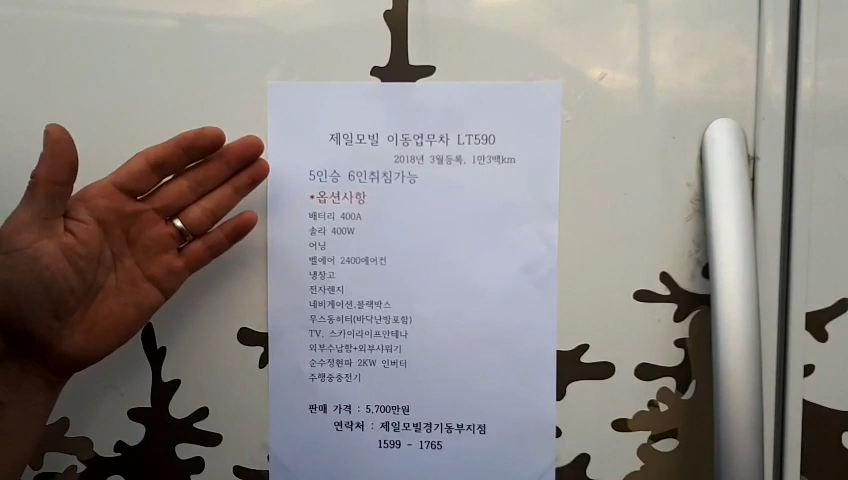 제일모빌 이동업무차 LT590
2018년 3월등록, 1만3백km
5인승 6인취침가능
*옵션사항
배터리 400A
솔라 400W
어닝
벨에어 2400에어컨
냉장고
전자렌지
네비게이션,블랙박스
무스동히터(바닥난방포함)
TV, 스카이라이프안테나
외부수납함+외부샤워기
순수정현파 2KW 인버터
주행중충전기
판매 가격 : 5,700만원
연락처 : 제일모빌경기동부지점
1599 - 1765